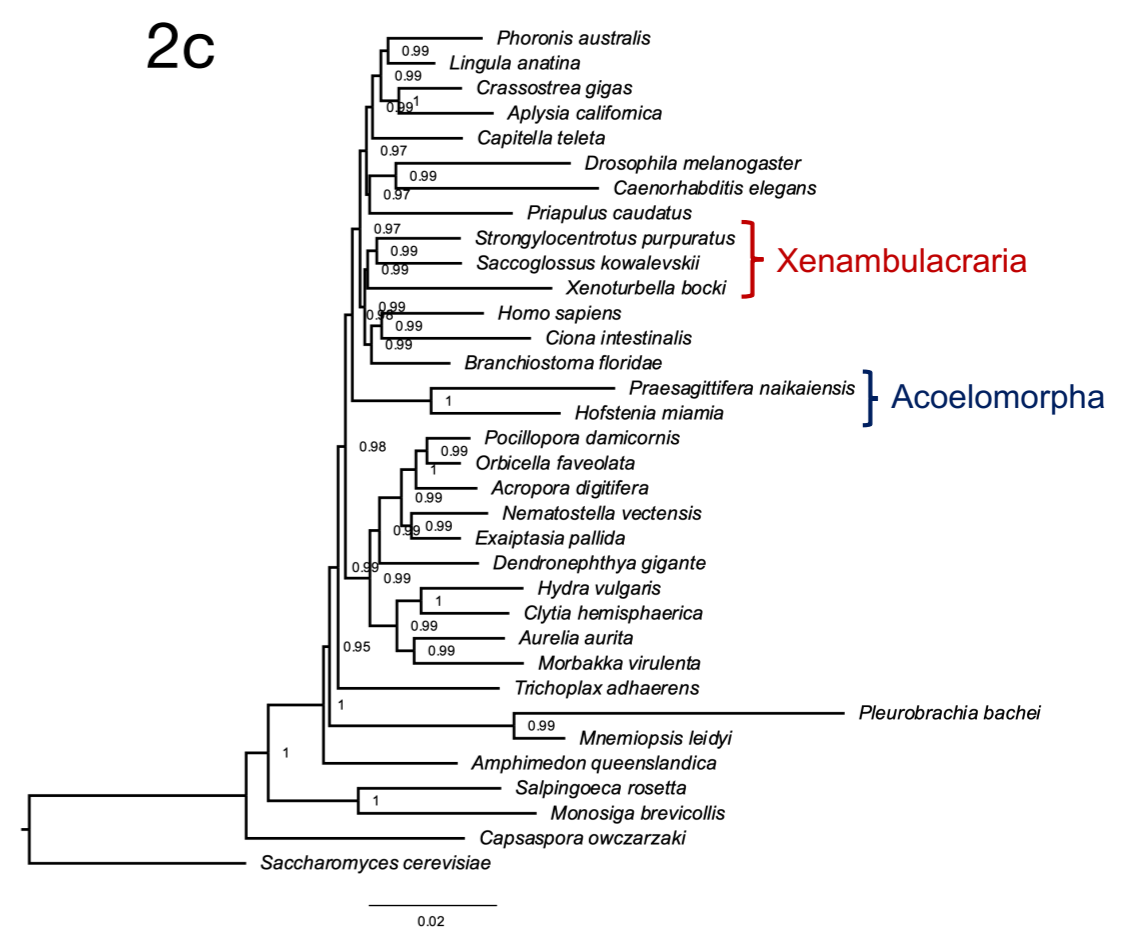 2c
Phoronis australis
0.99
Lingula anatina
0.99
Crassostrea gigas
0.99
1
Aplysia californica
Capitella teleta
0.97
Drosophila melanogaster
0.99
Caenorhabditis elegans
0.97
Priapulus caudatus
0.97
Strongylocentrotus purpuratus
0.99
Saccoglossus kowalevskii
Xenambulacraria
0.99
Xenoturbella bocki
0.99
Homo sapiens
0.98
0.99
Ciona intestinalis
0.99
Branchiostoma floridae
Praesagittifera naikaiensis
1
Acoelomorpha
Hofstenia miamia
Pocillopora damicornis
0.98
0.99
Orbicella faveolata
1
Acropora digitifera
0.99
Nematostella vectensis
0.99
0.99
Exaiptasia pallida
Dendronephthya gigante
0.99
0.99
Hydra vulgaris
1
Clytia hemisphaerica
0.99
Aurelia aurita
0.95
0.99
Morbakka virulenta
Trichoplax adhaerens
1
Pleurobrachia bachei
0.99
Mnemiopsis leidyi
1
Amphimedon queenslandica
Salpingoeca rosetta
1
Monosiga brevicollis
Capsaspora owczarzaki
Saccharomyces cerevisiae
0.02